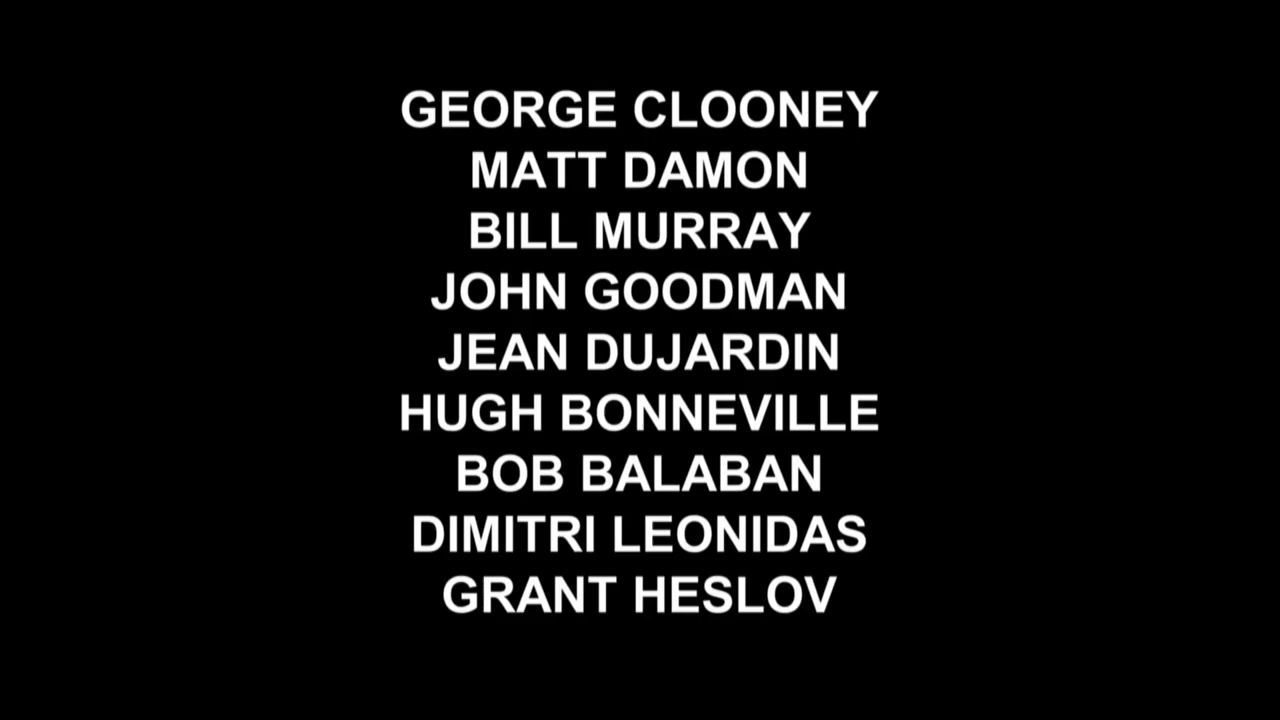 GEORGE CLOONEY
MATT DAMON
BILL MURRAY
JOHN GOODMAN
JEAN DUJARDIN
HUGH BONNEVILLE
BOB BALABAN
DIMITRI LEONIDAS
GRANT HESLOV